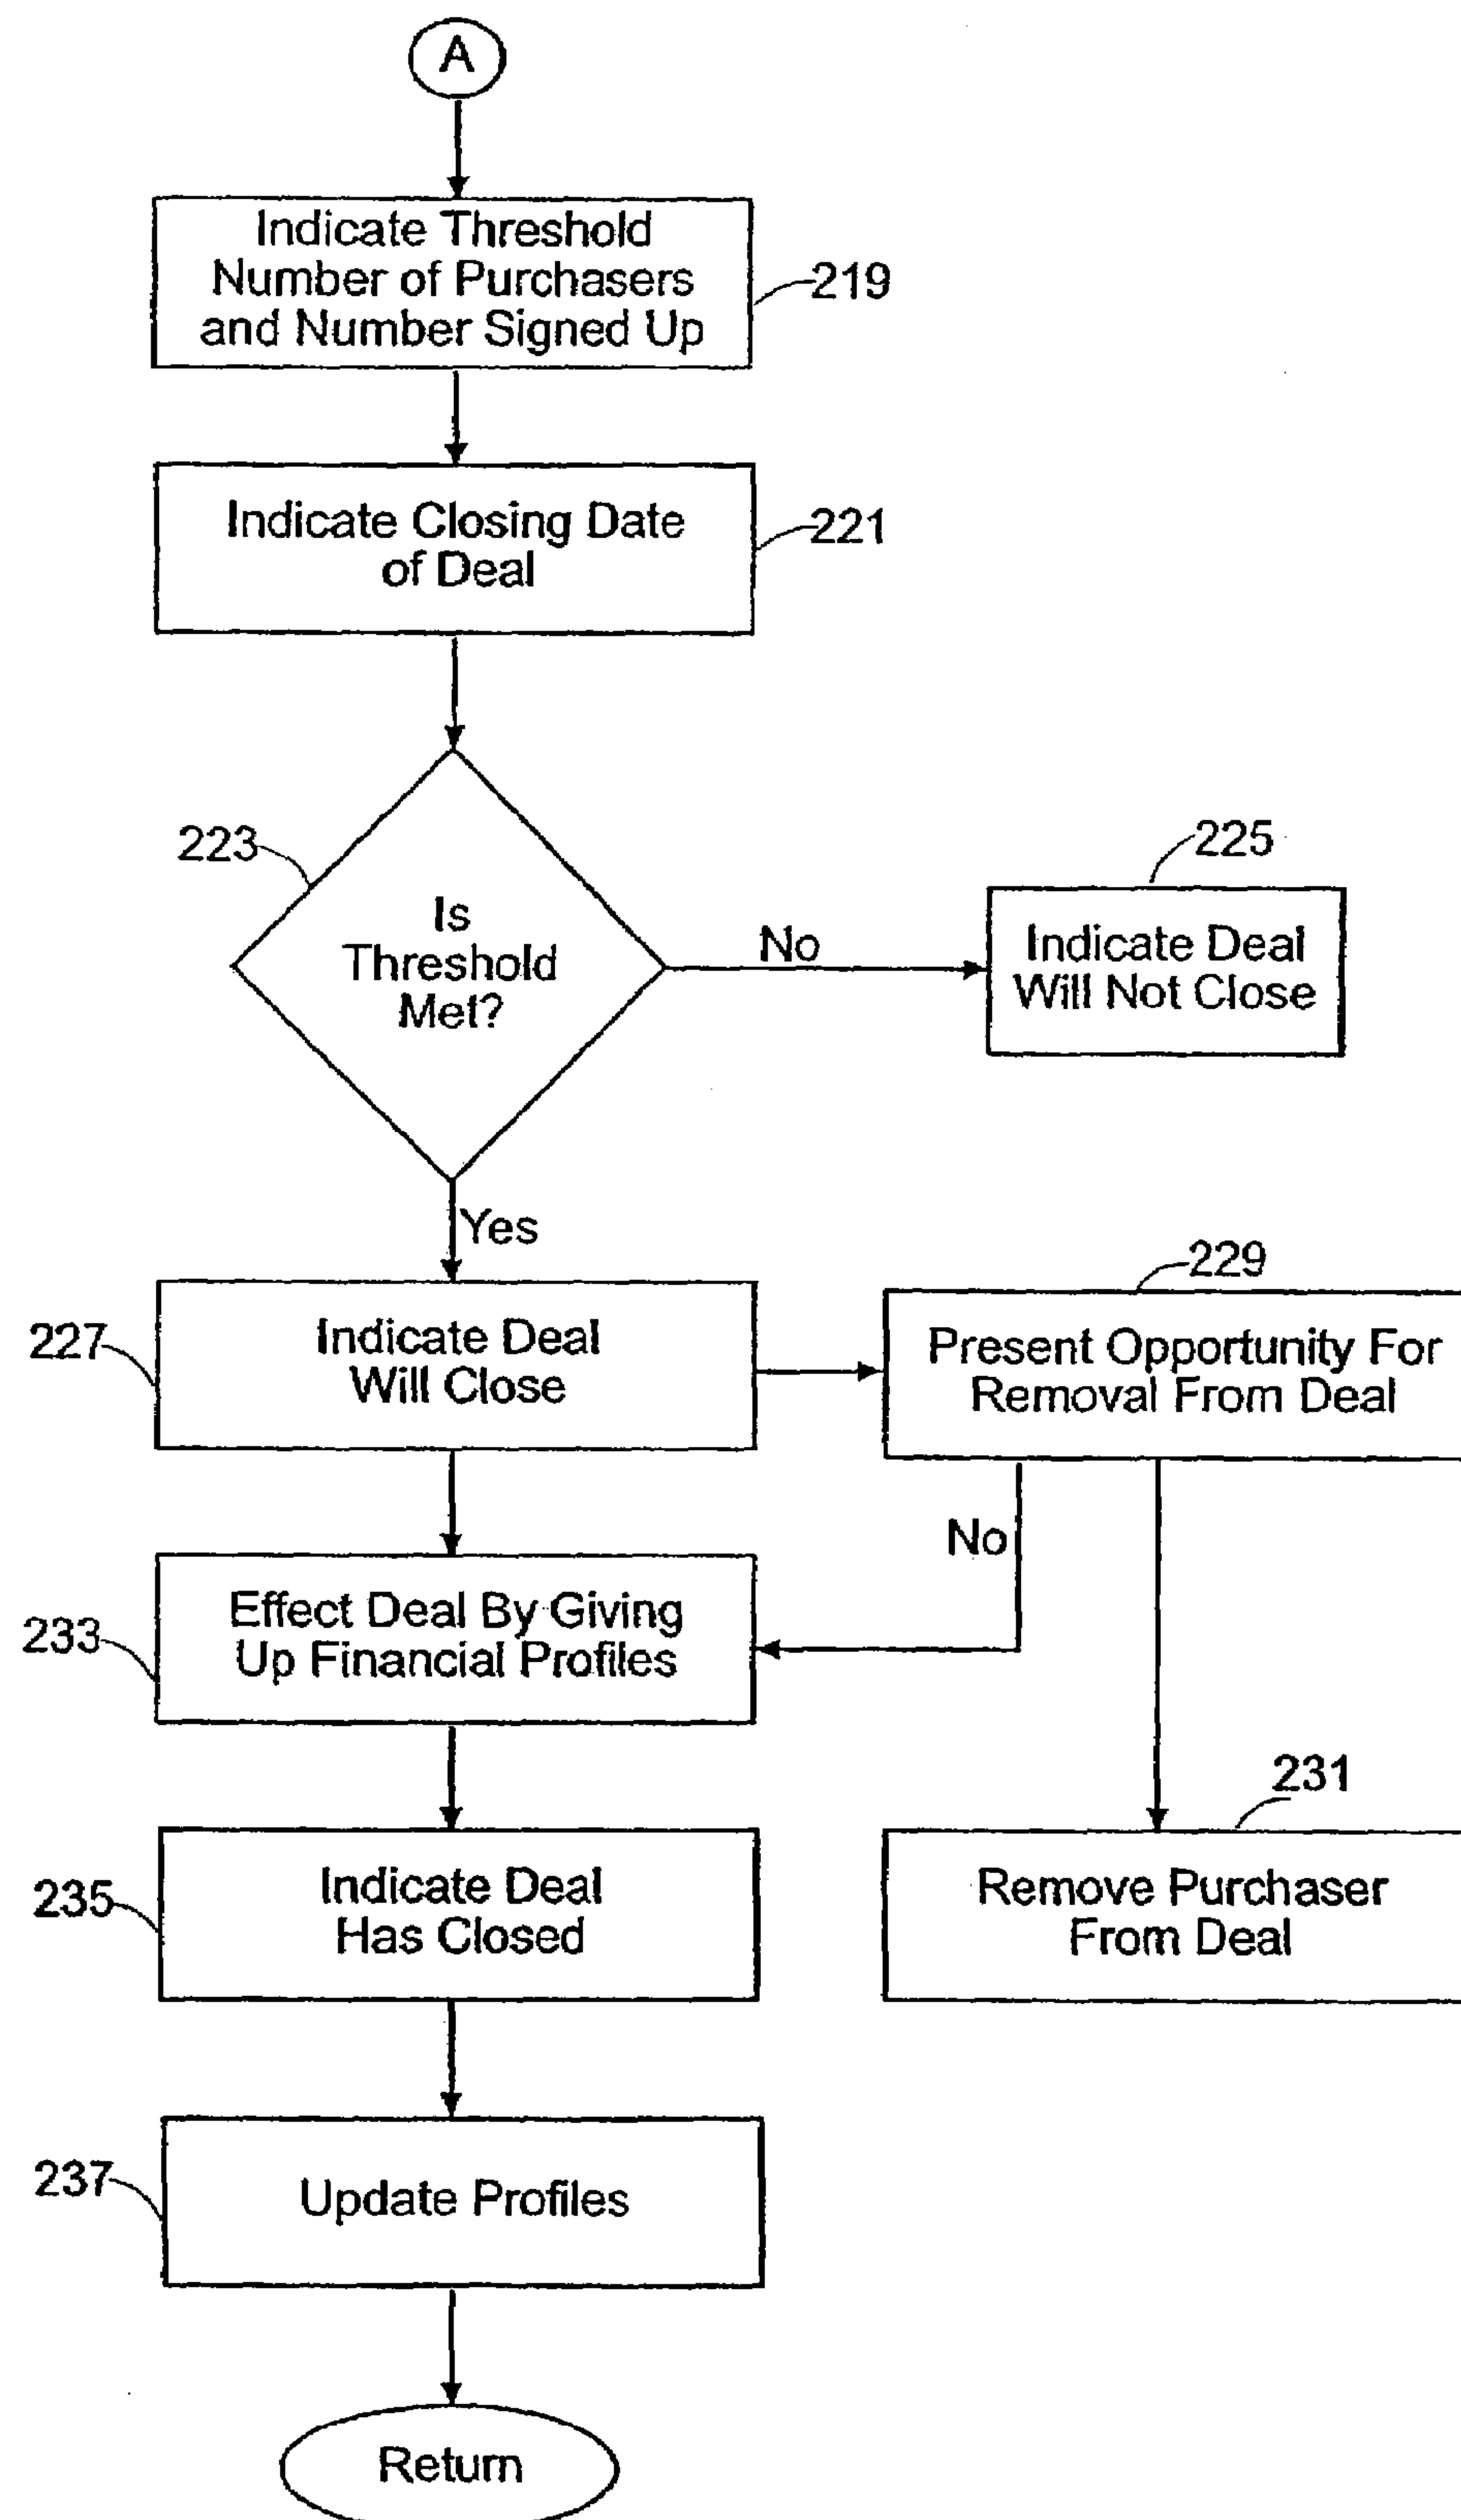 A
Indicate Threshold
Number of Purchasers
and Number Signed Up
219
Indicate Closing Date
of Deal
221
223
Is
Threshold
Met?
No
225
Indicate Deal
Will Not Close
Yes
227
Indicate Deal
Will Close
229
Present Opportunity For
Removal From Deal
No
233
Effect Deal By Giving
Up Financial Profiles
231
Remove Purchaser
From Deal
235
Indicate Deal
Has Closed
237
Update Profiles
Return